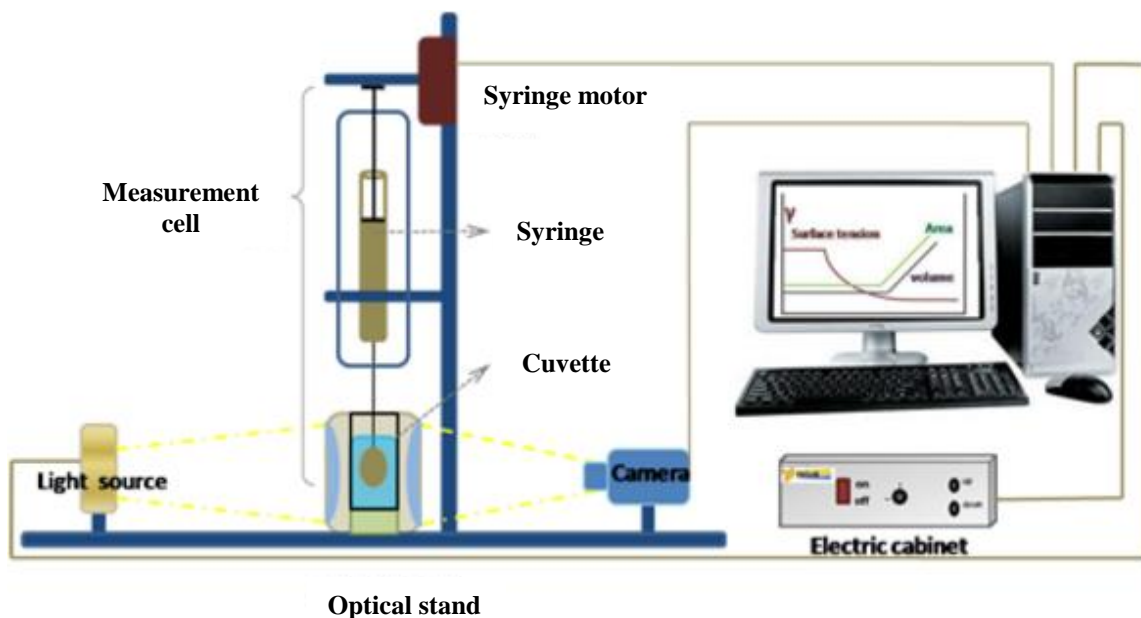 Syringe motor
Measurement
cell
Syringe
Cuvette
γ
Surface tension
Area
volume
Light source
Camera
on
off
Electric cabinet
Optical stand